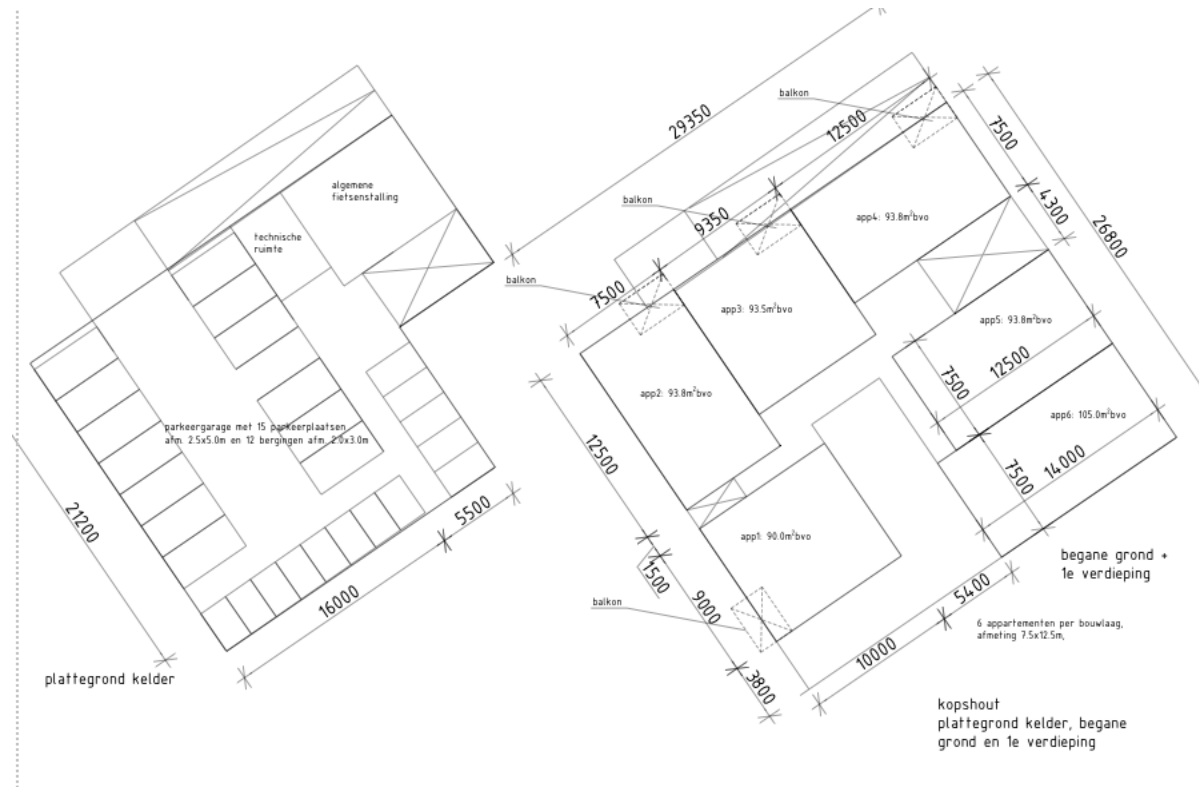 algemene
fietsenstalling
technische
ruimte
parkeergarage met 15 parkeerplaatsen
afm. 2.5x5.0m en 12 bergingen afm. 2.0x3.0m
21200
16000
5500
plattegrond kelder
29350
balkon
12500
7500
4300
26800
balkon
9350
app4: 93.8m²bvo
balkon
7500
app3: 93.5m²bvo
app5: 93.8m²bvo
7500
12500
app2: 93.8m²bvo
app6: 105.0m²bvo
12500
7500
14000
app1: 90.0m²bvo
1500
9000
balkon
3800
10000
5400
begane grond +
1e verdieping
6 appartementen per bouwlaag,
afmeting 7.5x12.5m,
kopshout
plattegrond kelder, begane
grond en 1e verdieping